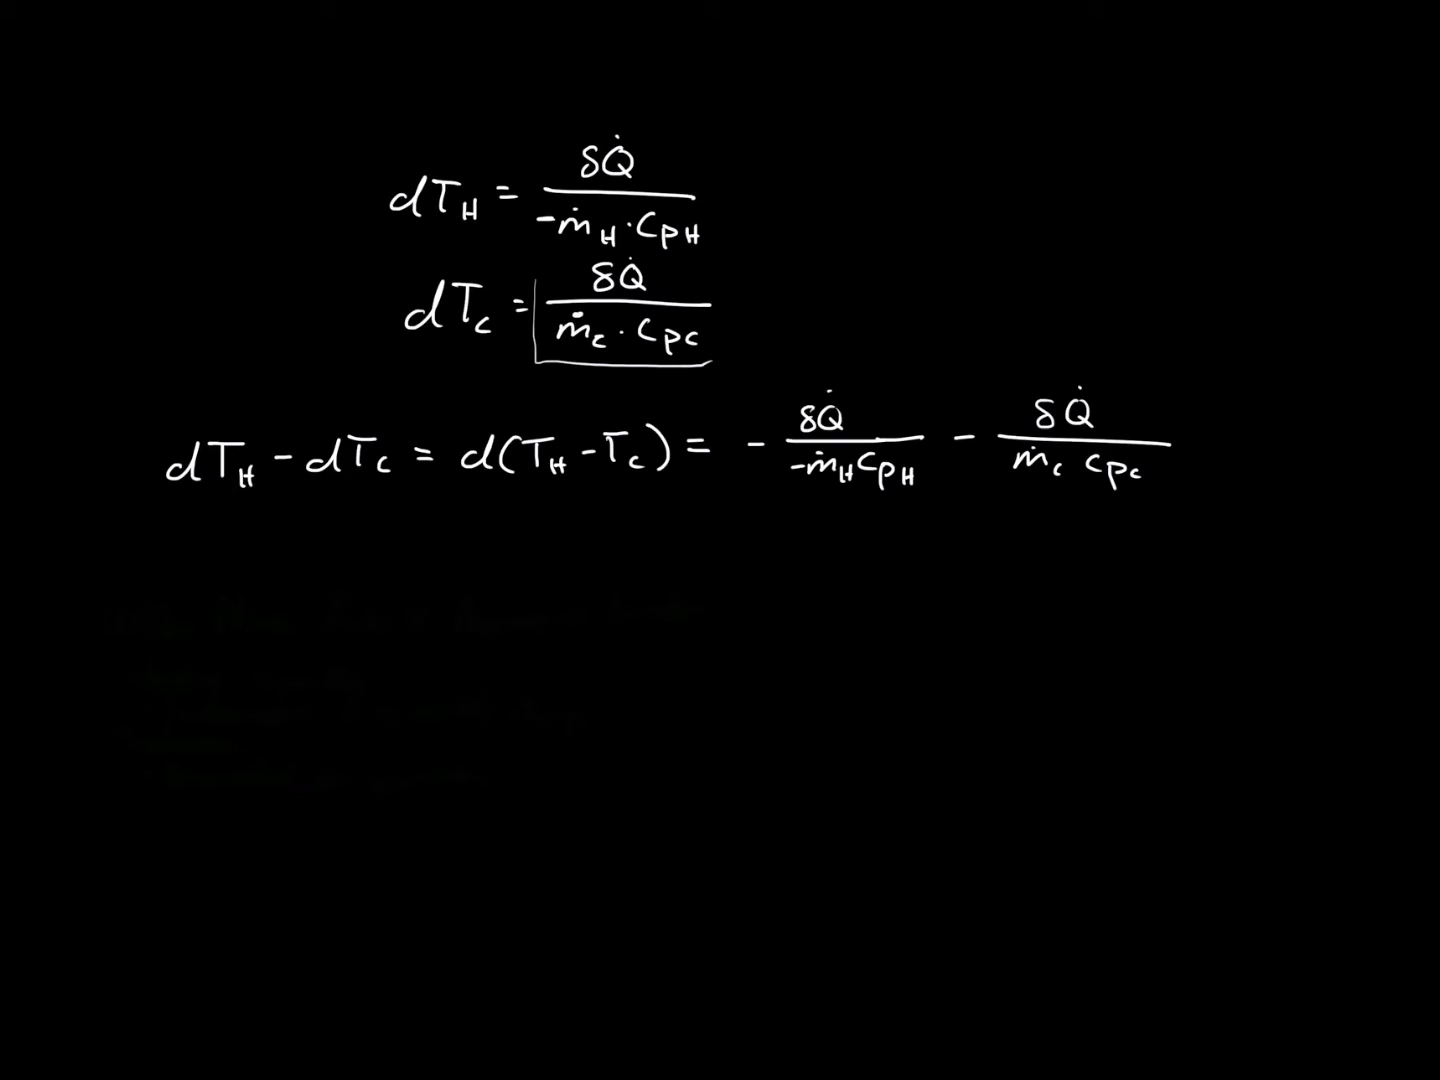 dT_H = δQ̇ / (-ṁ_H · C_PH)
dT_C = δQ̇ / (ṁ_C · C_PC)
dT_H - dT_C = d(T_H - T_C) = - δQ̇ / (-ṁ_H C_PH) - δQ̇ / (ṁ_C C_PC)